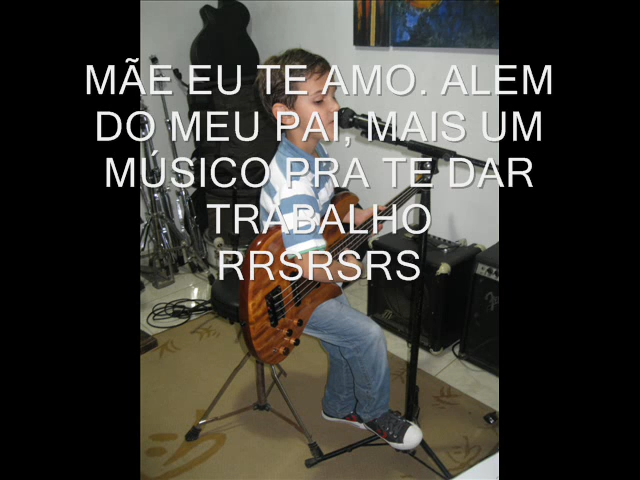 MÃE EU TE AMO. ALEM
DO MEU PAI, MAIS UM
MÚSICO PRA TE DAR
TRABALHO
RRSRSRS